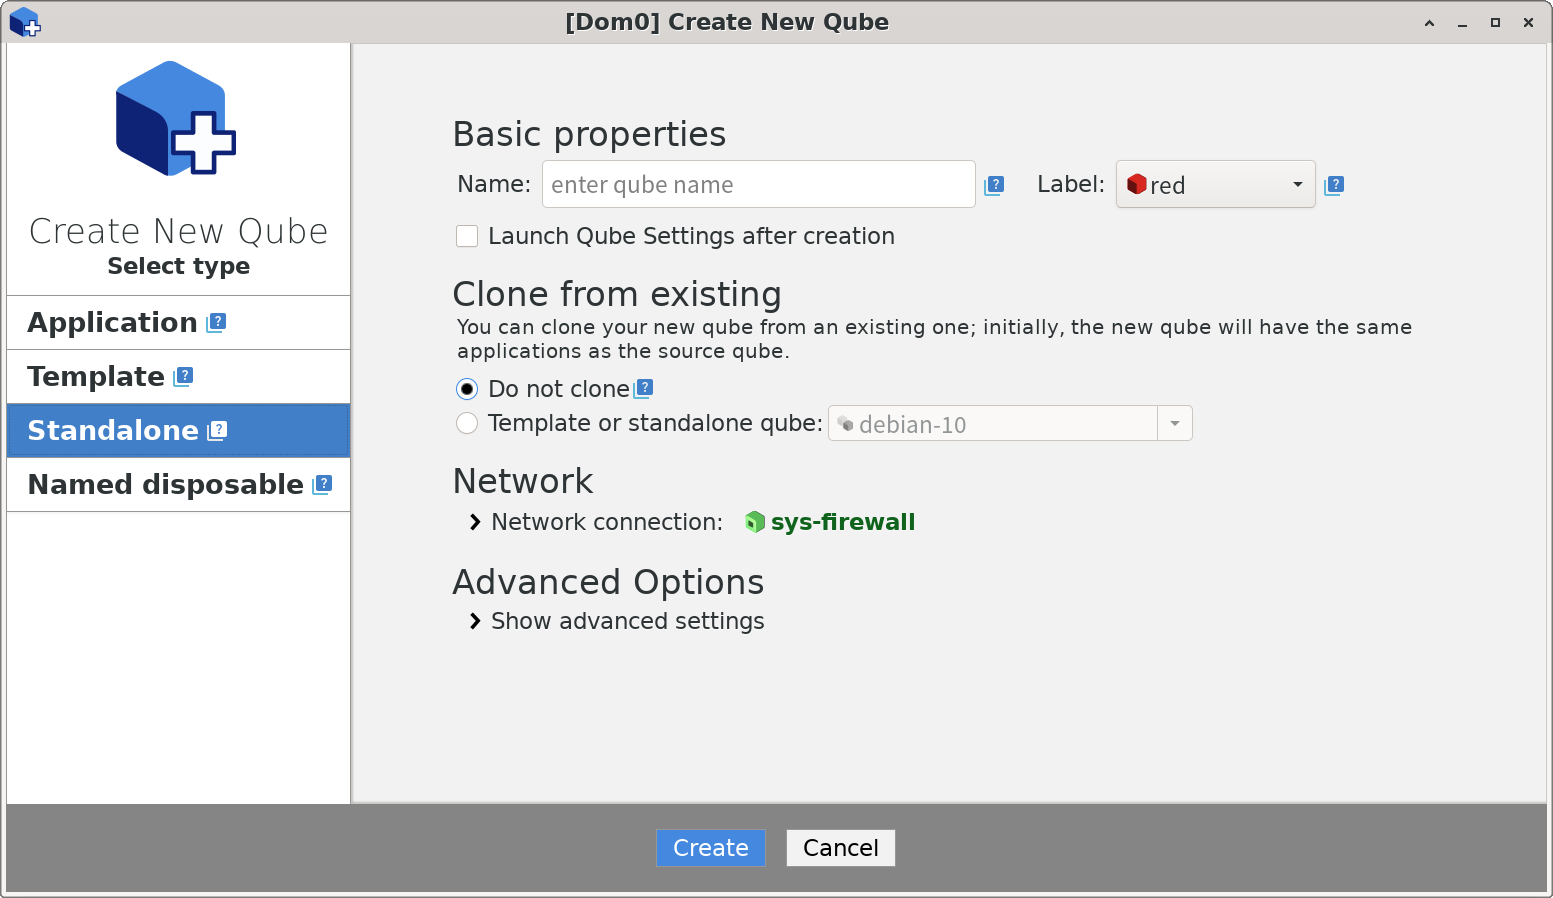 [Dom0] Create New Qube
Create New Qube
Select type
Application ?
Template ?
Standalone ?
Named disposable ?
Basic properties
Name: enter qube name ? Label: red ?
Launch Qube Settings after creation
Clone from existing
You can clone your new qube from an existing one; initially, the new qube will have the same
applications as the source qube.
Do not clone ?
Template or standalone qube: debian-10
Network
Network connection: sys-firewall
Advanced Options
Show advanced settings
Create Cancel